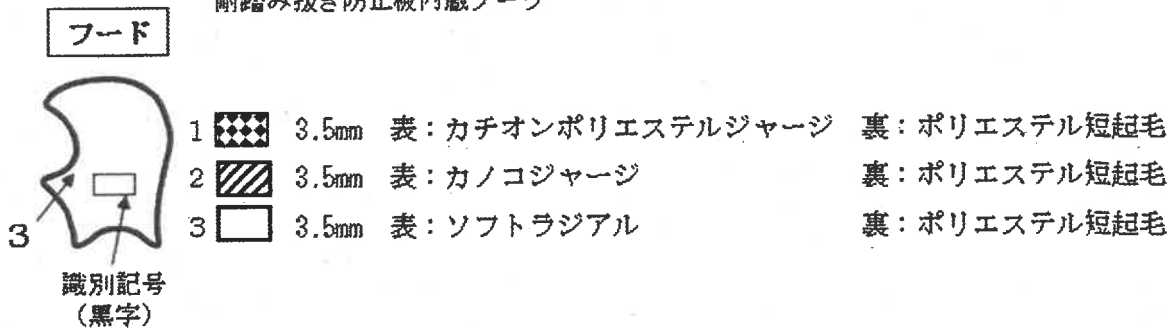 フード
1 3.5mm 表:カチオンポリエステルジャージ 裏:ポリエステル短起毛
2 3.5mm 表:カノコジャージ 裏:ポリエステル短起毛
3 3.5mm 表:ソフトラジアル 裏:ポリエステル短起毛
3
識別記号
(黒字)